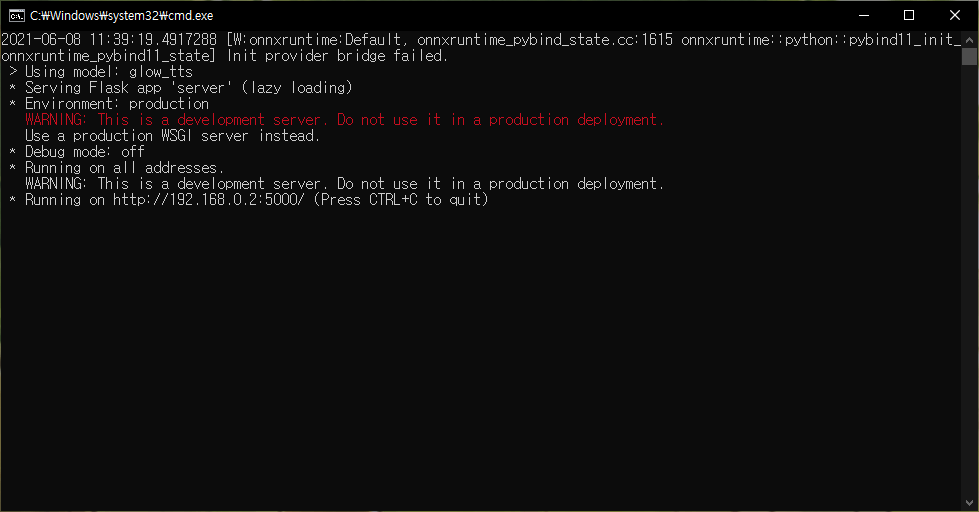 C:₩Windows₩system32₩cmd.exe
2021-06-08 11:39:19.4917288 [W:onnxruntime:Default, onnxruntime_pybind_state.cc:1615 onnxruntime::python::pybind11_init_
onnxruntime_pybind11_state] Init provider bridge failed.
> Using model: glow_tts
* Serving Flask app 'server' (lazy loading)
* Environment: production
WARNING: This is a development server. Do not use it in a production deployment.
Use a production WSGI server instead.
* Debug mode: off
* Running on all addresses.
WARNING: This is a development server. Do not use it in a production deployment.
* Running on http://192.168.0.2:5000/ (Press CTRL+C to quit)